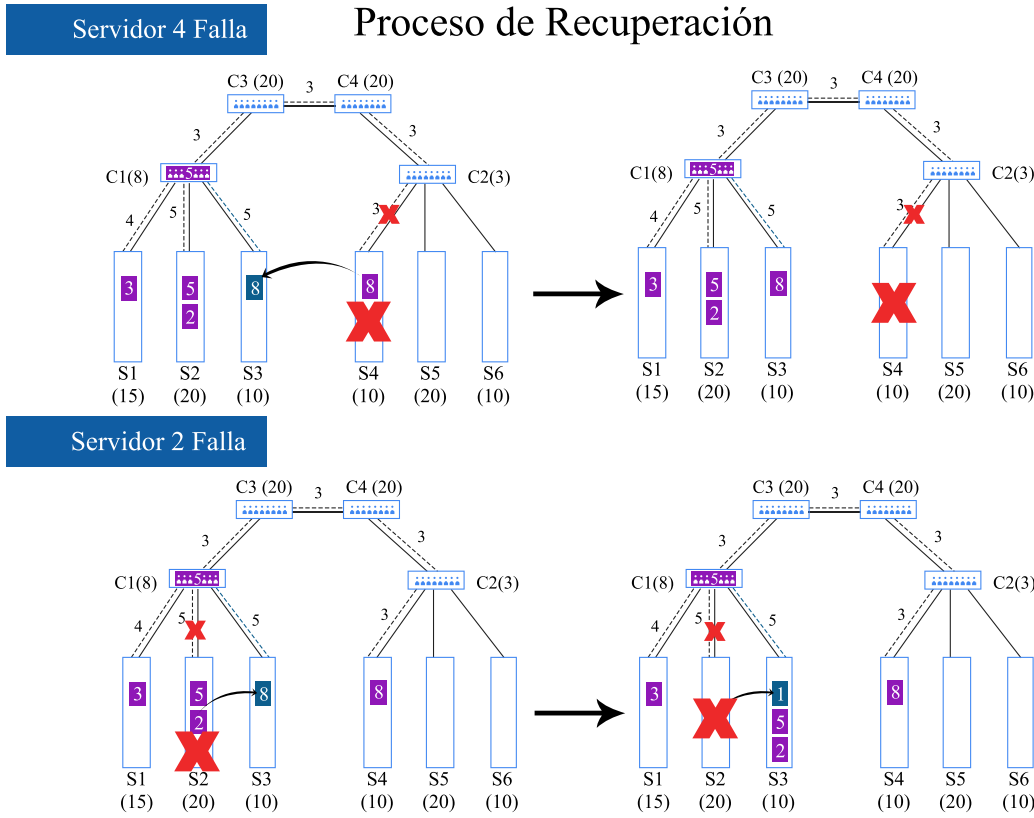 Servidor 4 Falla
Proceso de Recuperación
C3 (20)
3
C4 (20)
3
3
C1(8)
5
C2(3)
4
5
5
3
3
5
2
8
8
S1
(15)
S2
(20)
S3
(10)
S4
(10)
S5
(20)
S6
(10)
C3 (20)
3
C4 (20)
3
3
C1(8)
5
C2(3)
4
5
5
3
3
5
2
8
S1
(15)
S2
(20)
S3
(10)
S4
(10)
S5
(20)
S6
(10)
Servidor 2 Falla
C3 (20)
3
C4 (20)
3
3
C1(8)
5
C2(3)
4
5
5
3
3
5
2
8
8
S1
(15)
S2
(20)
S3
(10)
S4
(10)
S5
(20)
S6
(10)
C3 (20)
3
C4 (20)
3
3
C1(8)
5
C2(3)
4
5
5
3
3
1
5
2
8
S1
(15)
S2
(20)
S3
(10)
S4
(10)
S5
(20)
S6
(10)